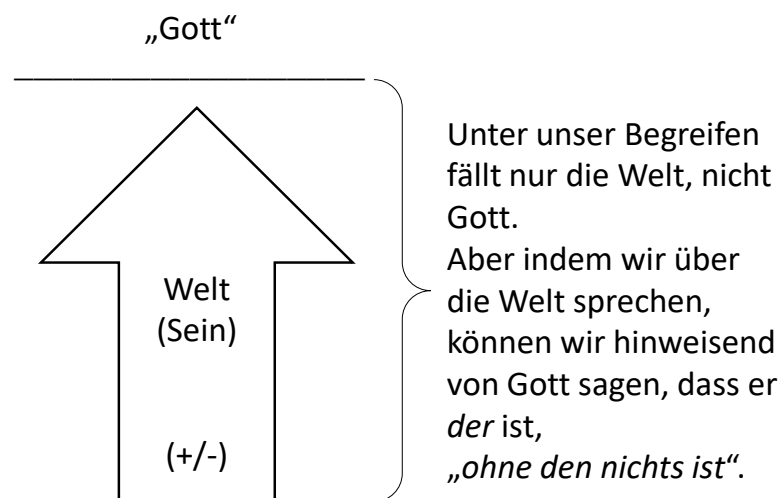 „Gott“
Unter unser Begreifen
fällt nur die Welt, nicht
Gott.
Aber indem wir über
die Welt sprechen,
können wir hinweisend
von Gott sagen, dass er
der ist,
„ohne den nichts ist“.
Welt
(Sein)
(+/-)